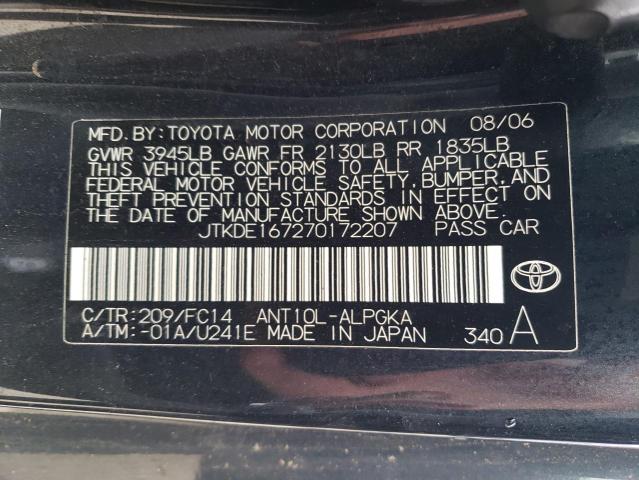 MFD. BY: TOYOTA MOTOR CORPORATION 08/06
GVWR 3945LB GAWR FR 2130LB RR 1835LB
THIS VEHICLE CONFORMS TO ALL APPLICABLE
FEDERAL MOTOR VEHICLE SAFETY, BUMPER, AND
THEFT PREVENTION STANDARDS IN EFFECT ON
THE DATE OF MANUFACTURE SHOWN ABOVE.
JTKDE167270172207 PASS CAR
C/TR: 209/FC14 ANT10L-ALPGKA
A/TM: -01A/U241E MADE IN JAPAN 340 A